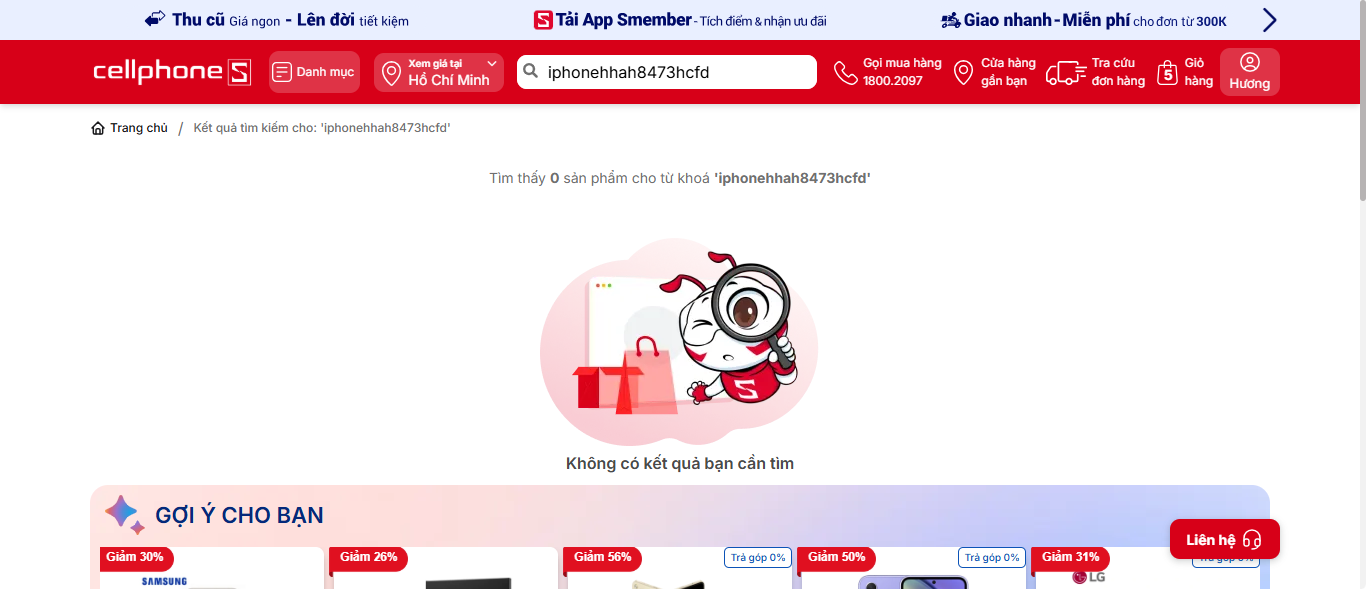 Thu cũ Giá ngon - Lên đời tiết kiệm
S Tải App Smember - Tích điểm & nhận ưu đãi
Giao nhanh - Miễn phí cho đơn từ 300K
cellphoneS
Danh mục
Xem giá tại
Hồ Chí Minh
iphonehhah8473hcfd
Gọi mua hàng
1800.2097
Cửa hàng
gần bạn
Tra cứu
đơn hàng
5
Giỏ
hàng
Hương
Trang chủ / Kết quả tìm kiếm cho: 'iphonehhah8473hcfd'
Tìm thấy 0 sản phẩm cho từ khoá 'iphonehhah8473hcfd'
S
Không có kết quả bạn cần tìm
GỢI Ý CHO BẠN
Liên hệ
Giảm 30%
SAMSUNG
Giảm 26%
Giảm 56%
Trả góp 0%
Giảm 50%
Trả góp 0%
Giảm 31%
Trả góp 0%
LG